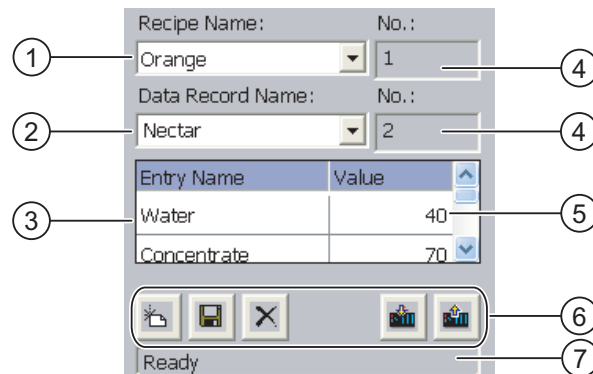 Recipe Name: No.:
1 Orange 1 4
Data Record Name: No.:
2 Nectar 2 4
Entry Name Value
3 Water 40 5
Concentrate 70
6
Ready 7